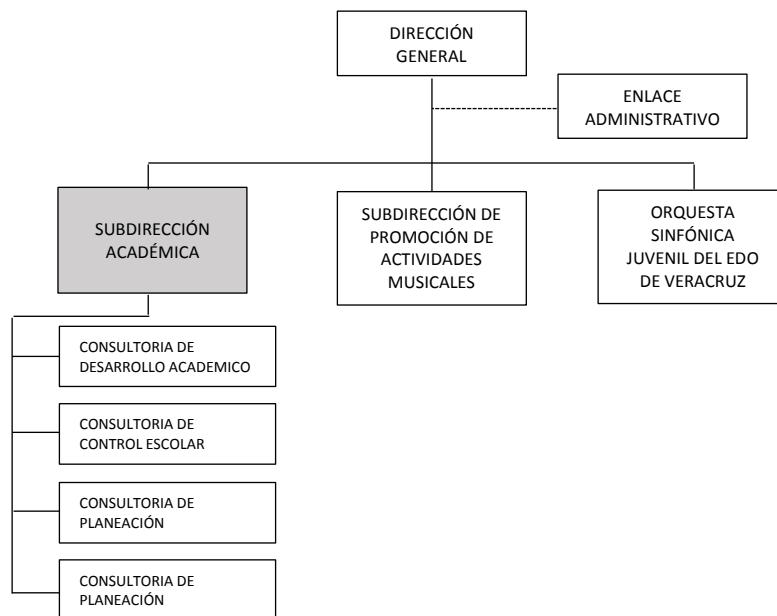 DIRECCIÓN
GENERAL
ENLACE
ADMINISTRATIVO
SUBDIRECCIÓN
ACADÉMICA
SUBDIRECCIÓN DE
PROMOCIÓN DE
ACTIVIDADES
MUSICALES
ORQUESTA
SINFÓNICA
JUVENIL DEL EDO
DE VERACRUZ
CONSULTORIA DE
DESARROLLO ACADEMICO
CONSULTORIA DE
CONTROL ESCOLAR
CONSULTORIA DE
PLANEACIÓN
CONSULTORIA DE
PLANEACIÓN